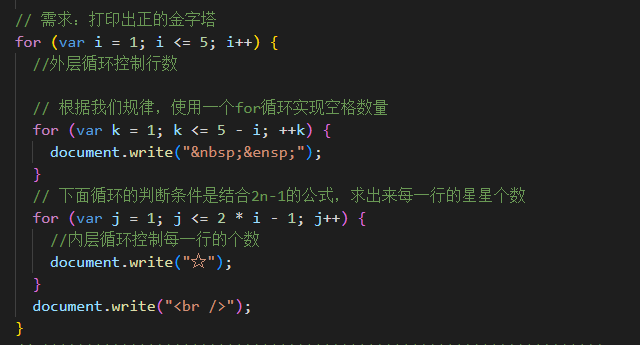 // 需求：打印出正的金字塔
for (var i = 1; i <= 5; i++) {
//外层循环控制行数
// 根据我们规律，使用一个for循环实现空格数量
for (var k = 1; k <= 5 - i; ++k) {
document.write("&nbsp;&ensp;");
}
// 下面循环的判断条件是结合2n-1的公式，求出来每一行的星星个数
for (var j = 1; j <= 2 * i - 1; j++) {
//内层循环控制每一行的个数
document.write("☆");
}
document.write("<br />");
}